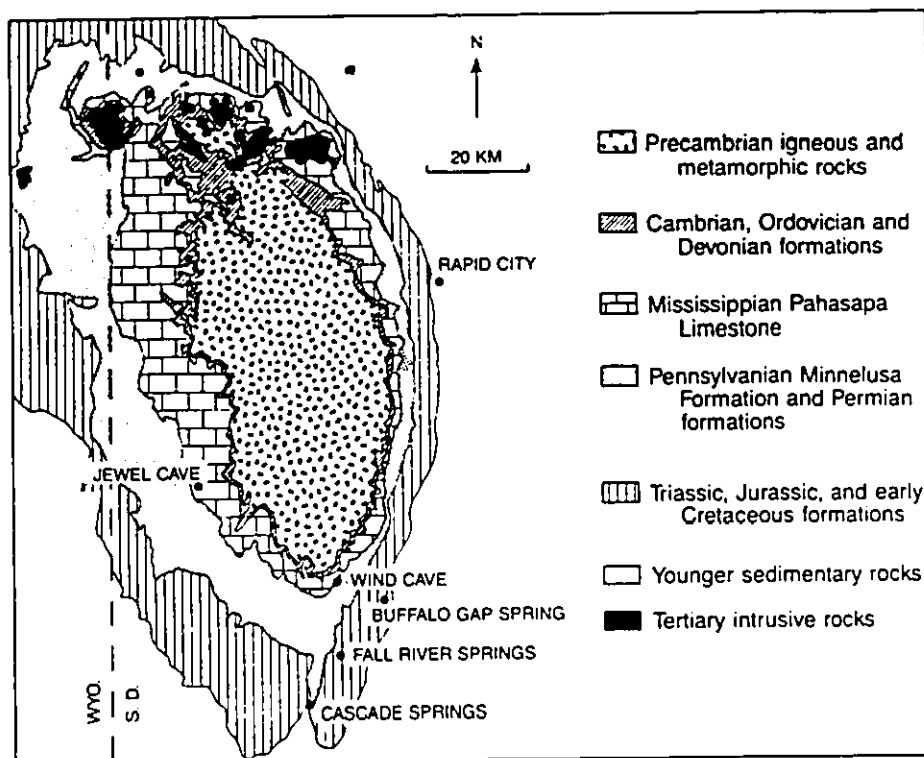 N
20 KM
RAPID CITY
JEWEL CAVE
WIND CAVE
BUFFALO GAP SPRING
FALL RIVER SPRINGS
CASCADE SPRINGS
WYO.
S. D.
Precambrian igneous and
metamorphic rocks
Cambrian, Ordovician and
Devonian formations
Mississippian Pahasapa
Limestone
Pennsylvanian Minnelusa
Formation and Permian
formations
Triassic, Jurassic, and early
Cretaceous formations
Younger sedimentary rocks
Tertiary intrusive rocks